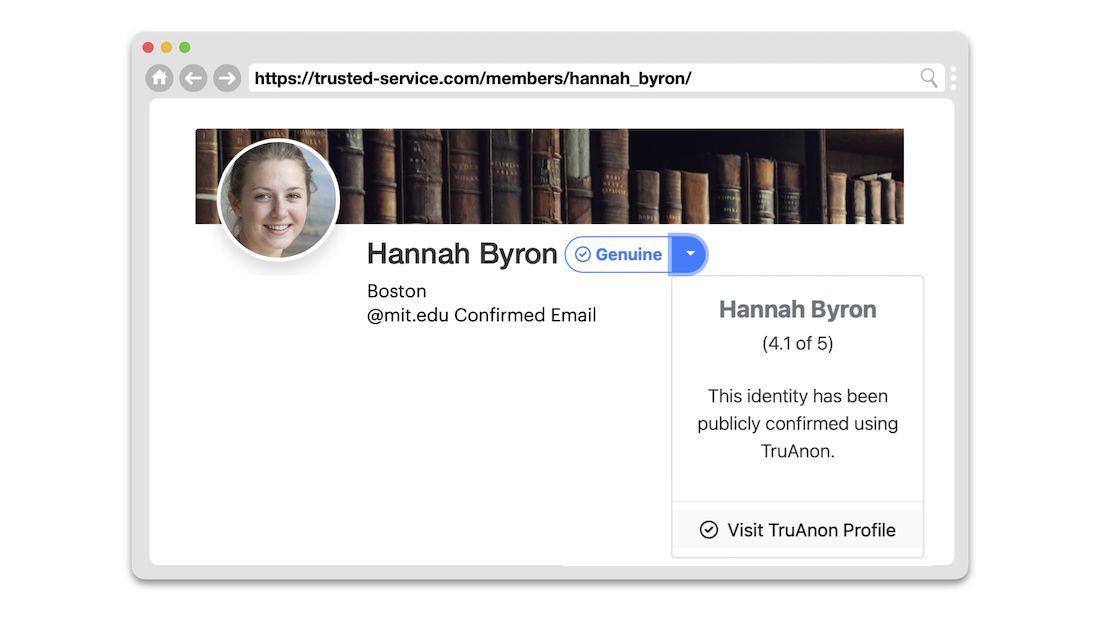 https://trusted-service.com/members/hannah_byron/
Hannah Byron
Genuine
Boston
@mit.edu Confirmed Email
Hannah Byron
(4.1 of 5)
This identity has been
publicly confirmed using
TruAnon.
Visit TruAnon Profile